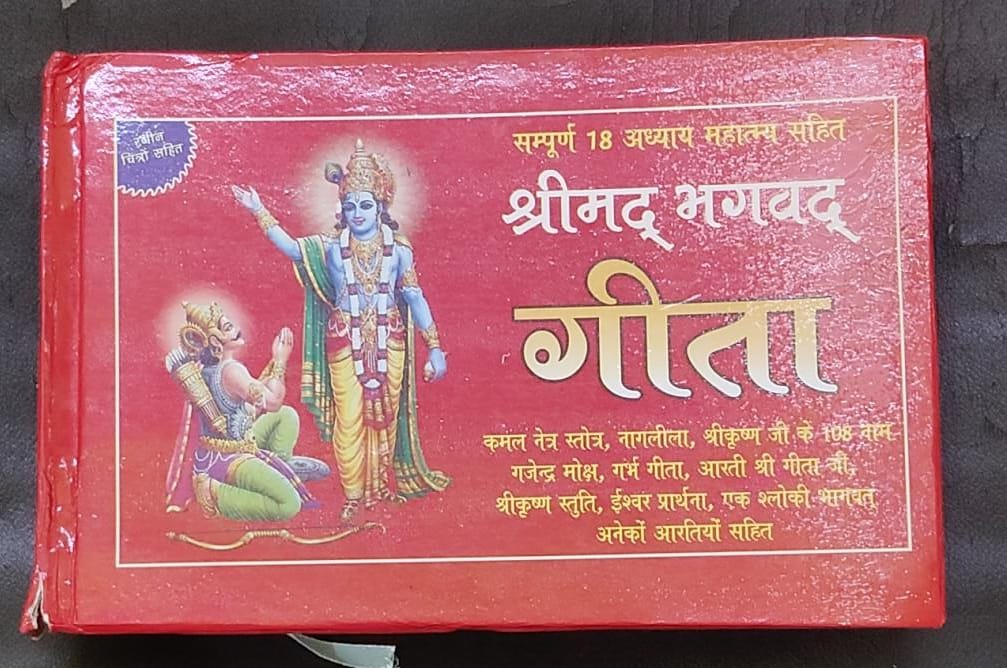 रंगीन
चित्रों सहित
सम्पूर्ण 18 अध्याय महात्म्य सहित
श्रीमद् भगवद्
गीता
कमल नेत्र स्तोत्र, नागलीला, श्रीकृष्ण जी के 108 नाम
गजेन्द्र मोक्ष, गर्भ गीता, आरती श्री गीता जी,
श्रीकृष्ण स्तुति, ईश्वर प्रार्थना, एक श्लोकी भागवत्
अनेकों आरतियों सहित